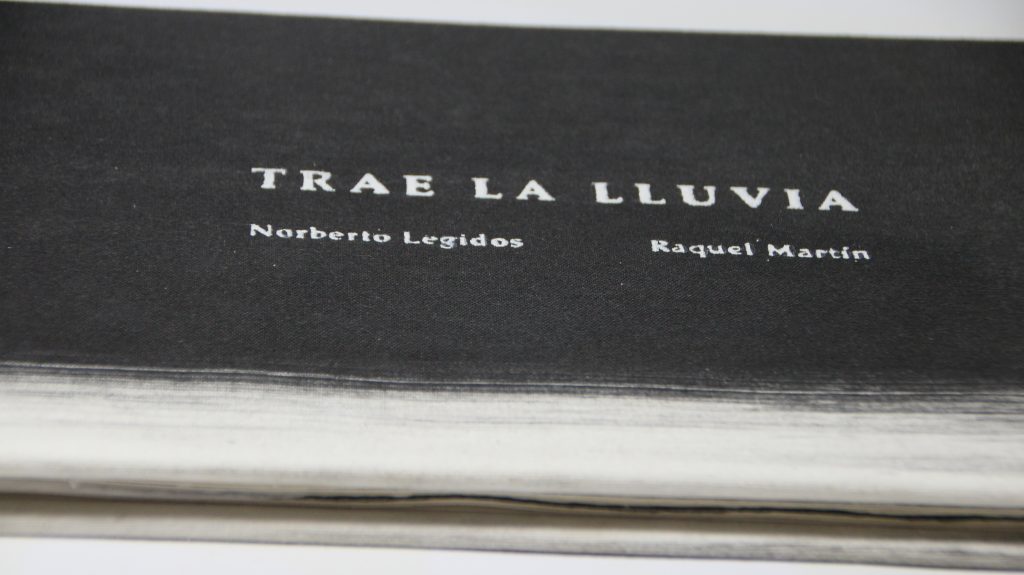 TRAE LA LLUVIA
Norberto Legidos Raquel Martín